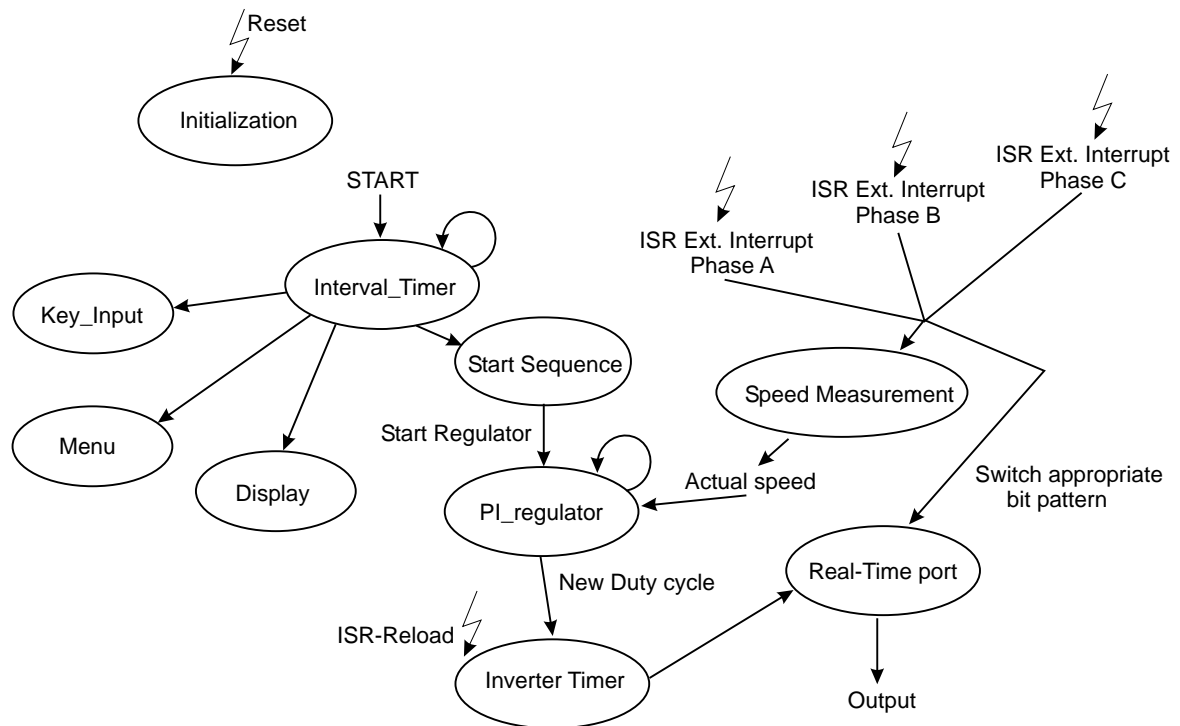 Reset
Initialization
START
Interval_Timer
Key_Input
Menu
Display
Start Sequence
Start Regulator
PI_regulator
New Duty cycle
ISR-Reload
Inverter Timer
ISR Ext. Interrupt
Phase A
ISR Ext. Interrupt
Phase B
ISR Ext. Interrupt
Phase C
Speed Measurement
Actual speed
Switch appropriate
bit pattern
Real-Time port
Output